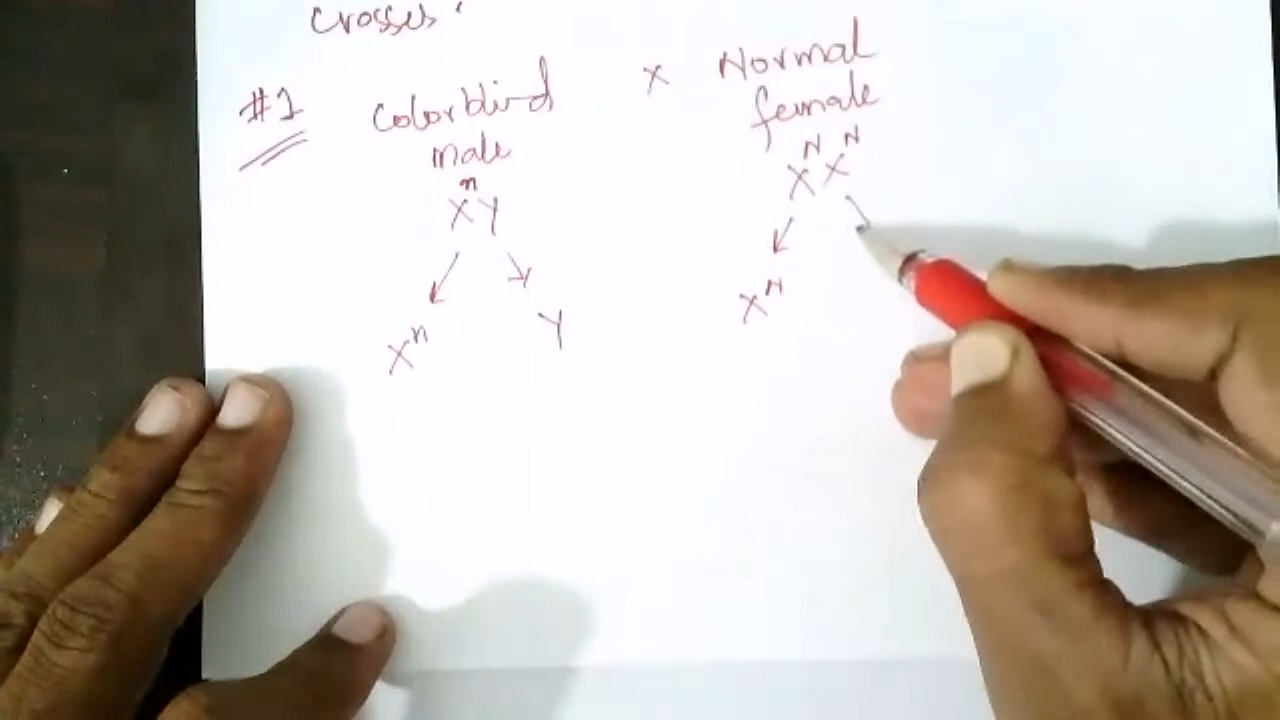 Crosses:
#1 Colorblind male X Normal female
XⁿY XᴺXᴺ
Xⁿ Y Xᴺ